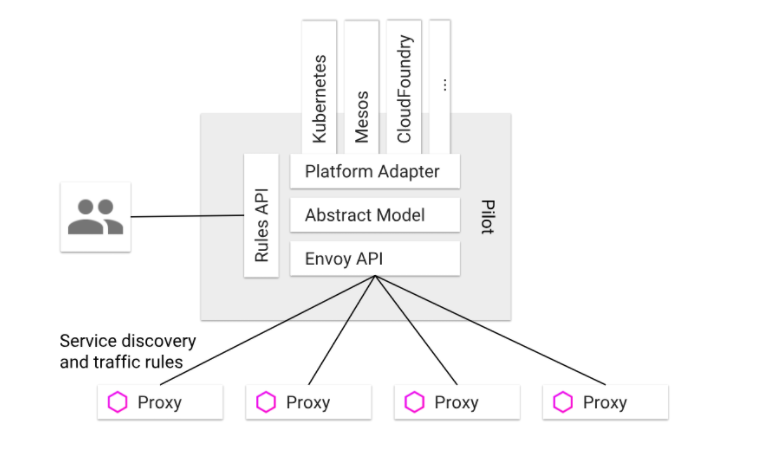 Kubernetes
Mesos
CloudFoundry
...
Platform Adapter
Rules API
Abstract Model
Pilot
Envoy API
Service discovery
and traffic rules
Proxy
Proxy
Proxy
Proxy